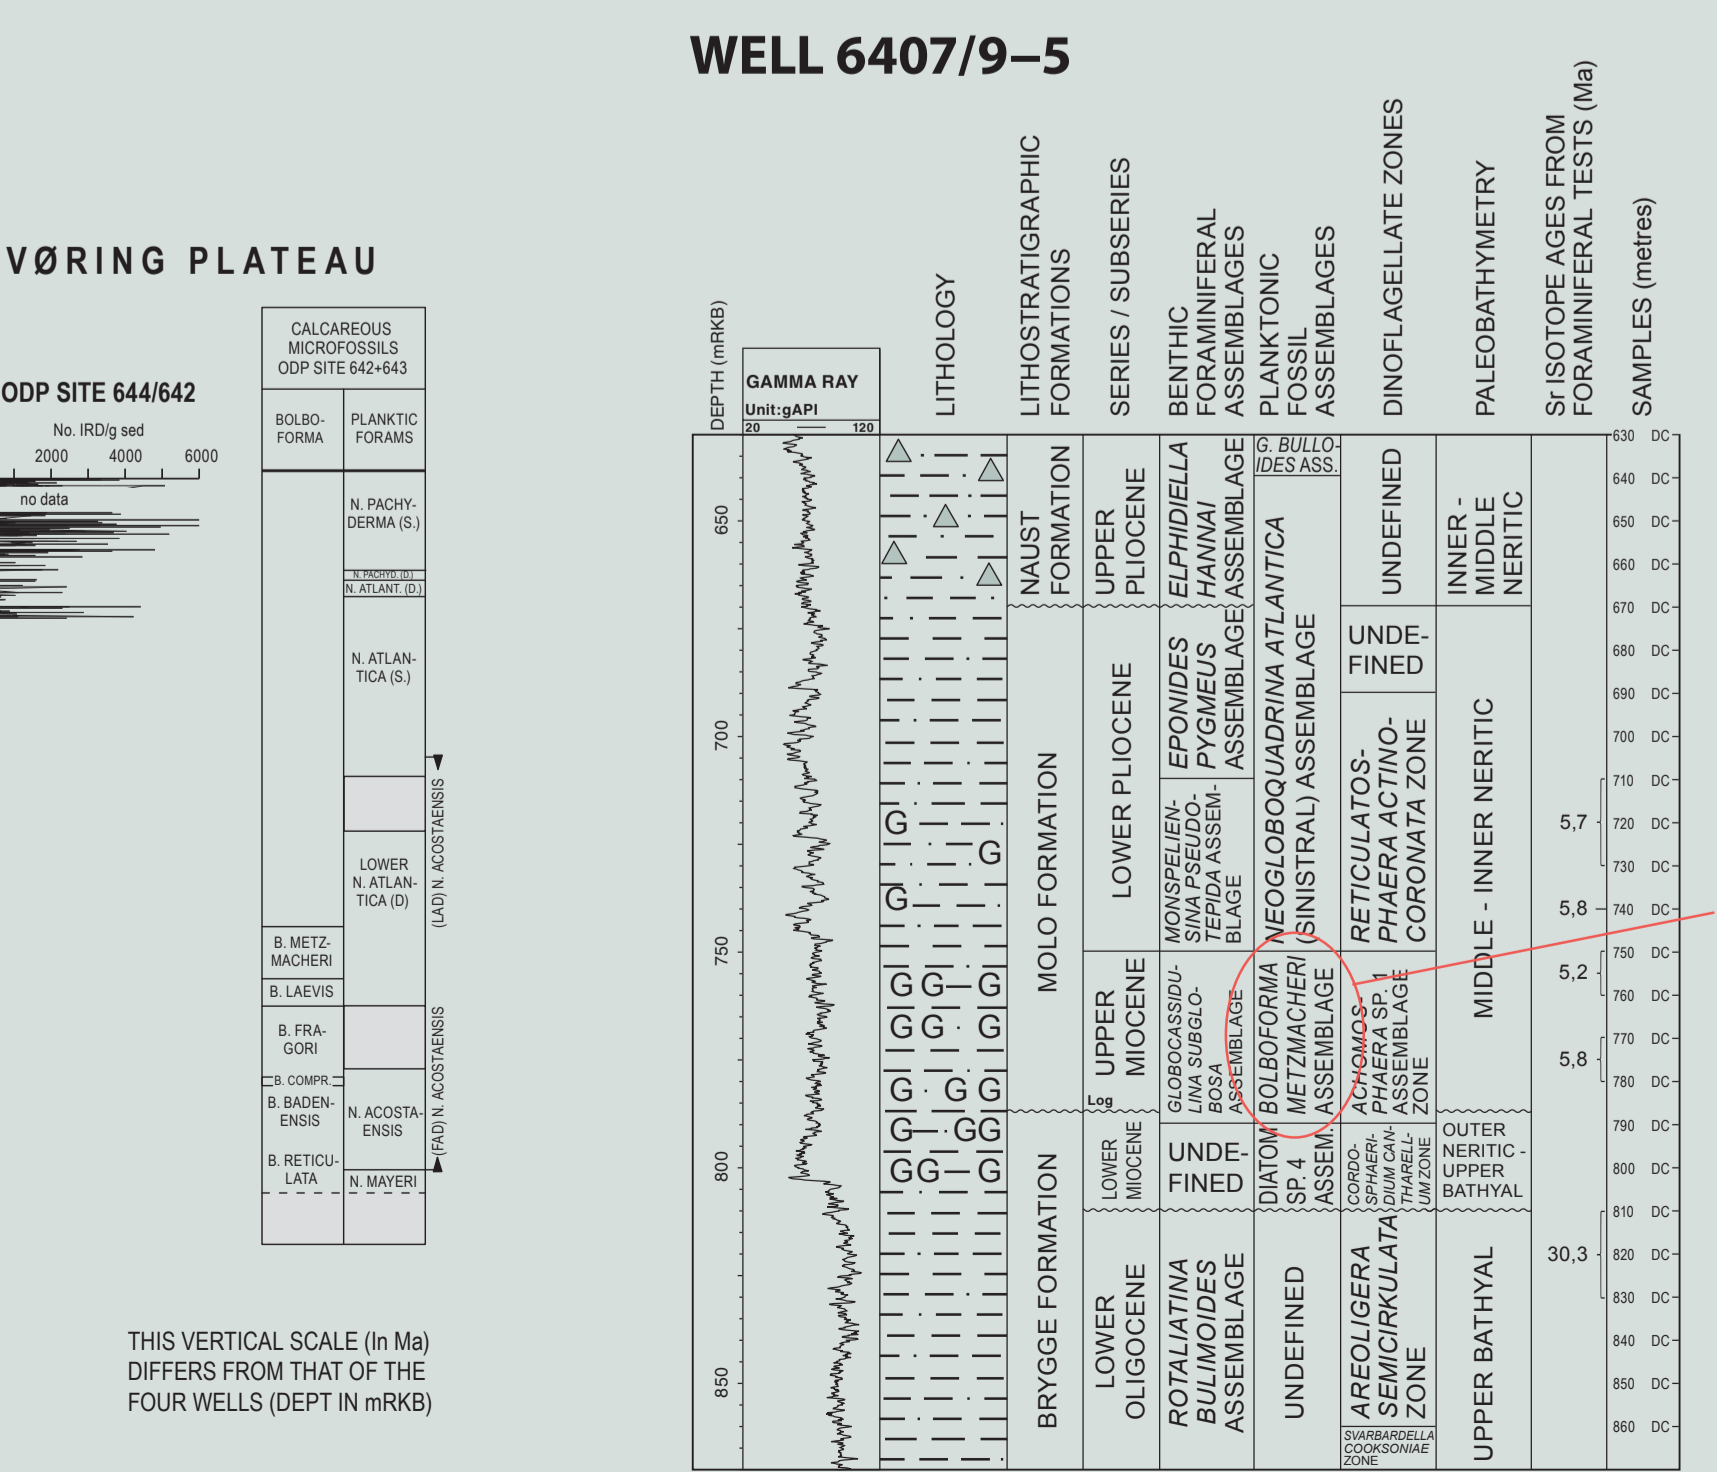 WELL 6407/9–5
VØRING PLATEAU
ODP SITE 644/642
No. IRD/g sed
2000 4000 6000
no data
CALCAREOUS
MICROFOSSILS
ODP SITE 642+643
BOLBO-
FORMA
PLANKTIC
FORAMS
N. PACHY-
DERMA (S.)
N. PACHYD. (D.)
N. ATLANT. (D.)
N. ATLAN-
TICA (S.)
LOWER
N. ATLAN-
TICA (D)
B. METZ-
MACHERI
B. LAEVIS
B. FRA-
GORI
B. COMPR.
B. BADEN-
ENSIS
N. ACOSTA-
ENSIS
B. RETICU-
LATA
N. MAYERI
(LAD) N. ACOSTAENSIS
(FAD) N. ACOSTAENSIS
THIS VERTICAL SCALE (In Ma)
DIFFERS FROM THAT OF THE
FOUR WELLS (DEPT IN mRKB)
DEPTH (mRKB)
GAMMA RAY
Unit:gAPI
20 120
LITHOLOGY
LITHOSTRATIGRAPHIC
FORMATIONS
SERIES / SUBSERIES
BENTHIC
FORAMINIFERAL
ASSEMBLAGES
PLANKTONIC
FOSSIL
ASSEMBLAGES
DINOFLAGELLATE ZONES
PALEOBATHYMETRY
Sr ISOTOPE AGES FROM
FORAMINIFERAL TESTS (Ma)
SAMPLES (metres)
650
700
750
800
850
G
G
G
G G G
G G G
G G G
G G G
G G G
NAUST
FORMATION
MOLO FORMATION
BRYGGE FORMATION
UPPER
PLIOCENE
LOWER PLIOCENE
UPPER
MIOCENE
Log
LOWER
MIOCENE
LOWER
OLIGOCENE
ELPHIDIELLA
HANNAI
ASSEMBLAGE
EPONIDES
PYGMEUS
ASSEMBLAGE
MONSPELIEN-
SINA PSEUDO-
TEPIDA ASSEM-
BLAGE
GLOBOCASSIDU-
LINA SUBGLO-
BOSA
ASSEMBLAGE
UNDE-
FINED
ROTALIATINA
BULIMOIDES
ASSEMBLAGE
G. BULLO-
IDES ASS.
NEOGLOBOQUADRINA ATLANTICA
(SINISTRAL) ASSEMBLAGE
BOLBOFORMA
METZMACHERI
ASSEMBLAGE
DIATOM
SP. 4
ASSEM.
UNDEFINED
UNDEFINED
UNDE-
FINED
RETICULATOS-
PHAERA ACTINO-
CORONATA ZONE
ACHOMOS-
PHAERA SP. 1
ASSEMBLAGE
ZONE
CORDO-
SPHAERI-
DIUM CAN-
THARELL-
UM ZONE
AREOLIGERA
SEMICIRKULATA
ZONE
SVARBARDELLA
COOKSONIAE
ZONE
INNER -
MIDDLE
NERITIC
MIDDLE - INNER NERITIC
OUTER
NERITIC -
UPPER
BATHYAL
UPPER BATHYAL
5,7
5,8
5,2
5,8
30,3
630 DC
640 DC
650 DC
660 DC
670 DC
680 DC
690 DC
700 DC
710 DC
720 DC
730 DC
740 DC
750 DC
760 DC
770 DC
780 DC
790 DC
800 DC
810 DC
820 DC
830 DC
840 DC
850 DC
860 DC